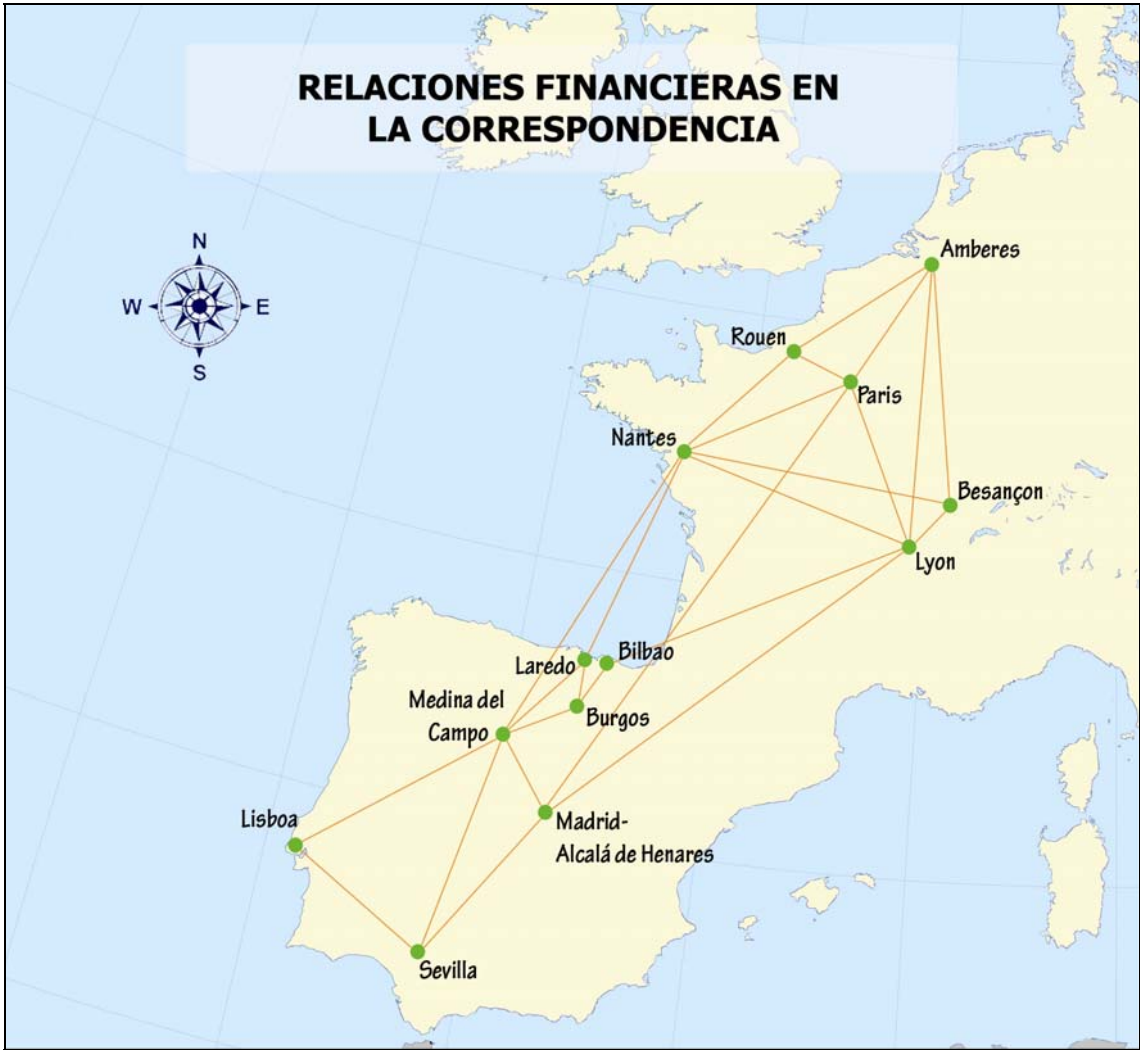 RELACIONES FINANCIERAS EN
LA CORRESPONDENCIA
N
W
E
S
Amberes
Rouen
Paris
Nantes
Besançon
Lyon
Bilbao
Laredo
Medina del
Campo
Burgos
Lisboa
Madrid-
Alcalá de Henares
Sevilla